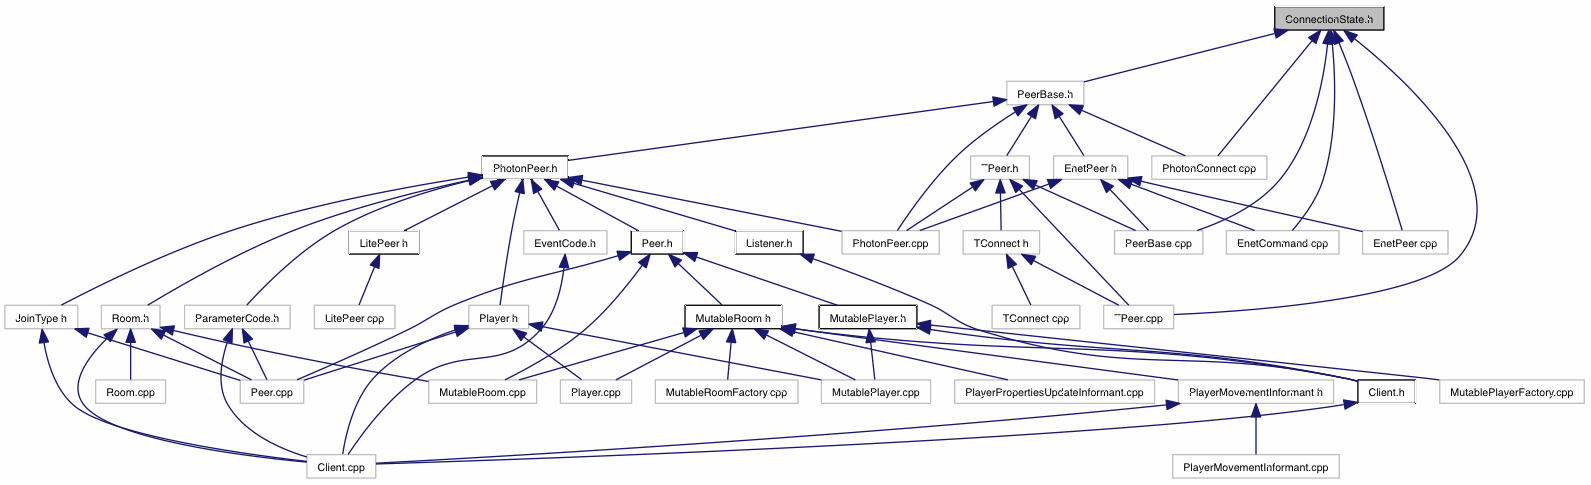 ConnectionState.h
PeerBase.h
PhotonPeer.h
TPeer.h
EnetPeer.h
PhotonConnect.cpp
LitePeer.h
EventCode.h
Peer.h
Listener.h
PhotonPeer.cpp
TConnect.h
PeerBase.cpp
EnetCommand.cpp
EnetPeer.cpp
JoinType.h
Room.h
ParameterCode.h
LitePeer.cpp
Player.h
MutableRoom.h
MutablePlayer.h
TConnect.cpp
TPeer.cpp
Room.cpp
Peer.cpp
MutableRoom.cpp
Player.cpp
MutableRoomFactory.cpp
MutablePlayer.cpp
PlayerPropertiesUpdateInformant.cpp
PlayerMovementInformant.h
Client.h
MutablePlayerFactory.cpp
Client.cpp
PlayerMovementInformant.cpp